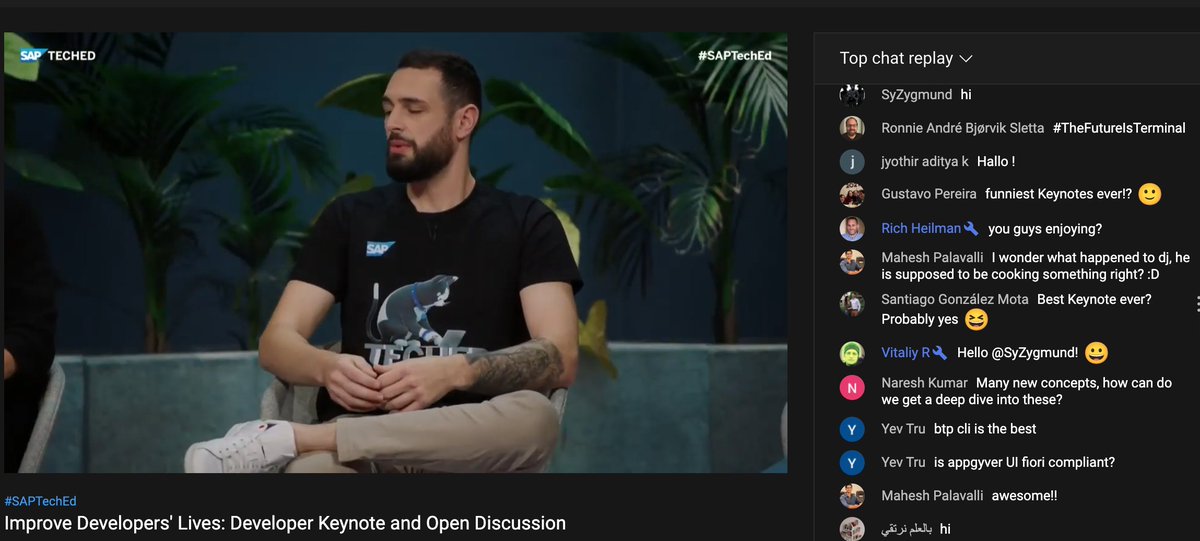 SAP TECHED
#SAPTechEd
SAP
TECHED
#SAPTechEd
Improve Developers' Lives: Developer Keynote and Open Discussion
Top chat replay
SyZygmund hi
Ronnie André Bjørvik Sletta #TheFutureIsTerminal
j
jyothir aditya k Hallo !
Gustavo Pereira funniest Keynotes ever!? 🙂
Rich Heilman you guys enjoying?
Mahesh Palavalli I wonder what happened to dj, he
is supposed to be cooking something right? :D
Santiago González Mota Best Keynote ever?
Probably yes 😆
Vitaliy R Hello @SyZygmund! 😀
N
Naresh Kumar Many new concepts, how can do
we get a deep dive into these?
Y
Yev Tru btp cli is the best
Y
Yev Tru is appgyver UI fiori compliant?
Mahesh Palavalli awesome!!
بالعلم نرتقي hi